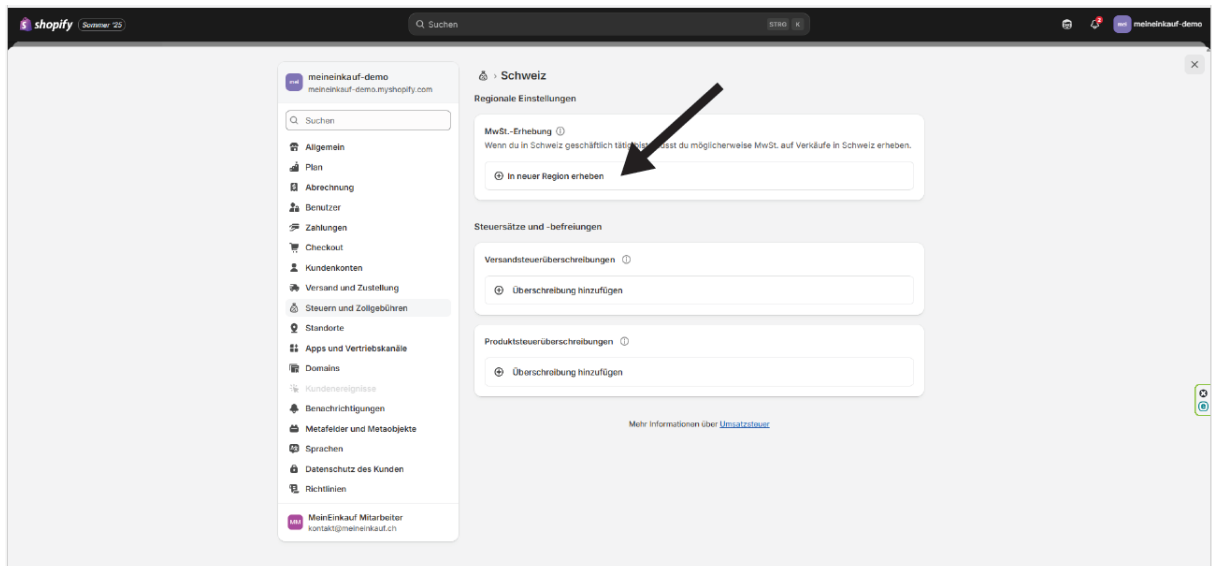 shopify Summer '25
Suchen
STRG K
2
md meineinkauf-demo
md
meineinkauf-demo
meineinkauf-demo.myshopify.com
Suchen
Allgemein
Plan
Abrechnung
Benutzer
Zahlungen
Checkout
Kundenkonten
Versand und Zustellung
Steuern und Zollgebühren
Standorte
Apps und Vertriebskanäle
Domains
Kundenereignisse
Benachrichtigungen
Metafelder und Metaobjekte
Sprachen
Datenschutz des Kunden
Richtlinien
MM
MeinEinkauf Mitarbeiter
kontakt@meineinkauf.ch
› Schweiz
Regionale Einstellungen
MwSt.-Erhebung
Wenn du in Schweiz geschäftlich tätig bist, musst du möglicherweise MwSt. auf Verkäufe in Schweiz erheben.
In neuer Region erheben
Steuersätze und -befreiungen
Versandsteuerüberschreibungen
Überschreibung hinzufügen
Produktsteuerüberschreibungen
Überschreibung hinzufügen
Mehr Informationen über Umsatzsteuer